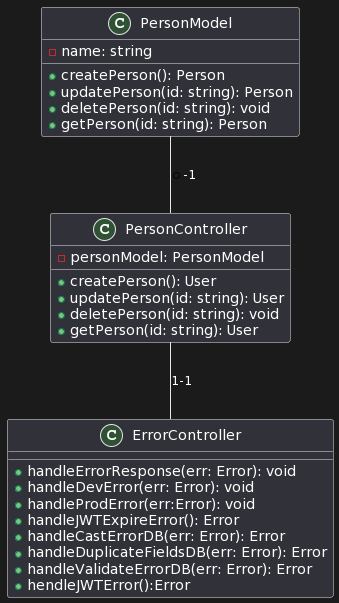 C PersonModel
name: string
createPerson(): Person
updatePerson(id: string): Person
deletePerson(id: string): void
getPerson(id: string): Person
-1
C PersonController
personModel: PersonModel
createPerson(): User
updatePerson(id: string): User
deletePerson(id: string): void
getPerson(id: string): User
1-1
C ErrorController
handleErrorResponse(err: Error): void
handleDevError(err: Error): void
handleProdError(err:Error): void
handleJWTExpireError(): Error
handleCastErrorDB(err: Error): Error
handleDuplicateFieldsDB(err: Error): Error
handleValidateErrorDB(err: Error): Error
hendleJWTError():Error